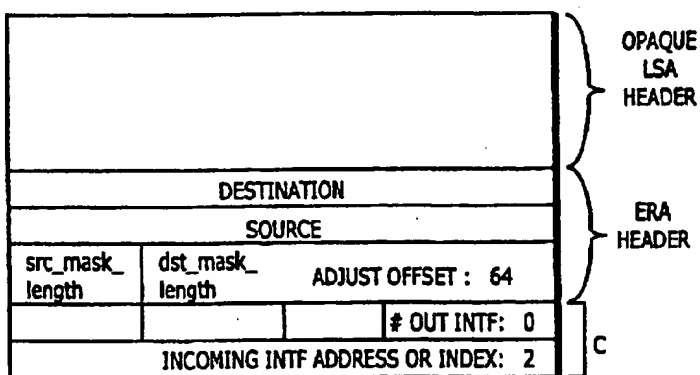 OPAQUE
LSA
HEADER
DESTINATION
SOURCE
ERA
HEADER
src_mask_
length
dst_mask_
length
ADJUST OFFSET : 64
# OUT INTF: 0
INCOMING INTF ADDRESS OR INDEX: 2
C